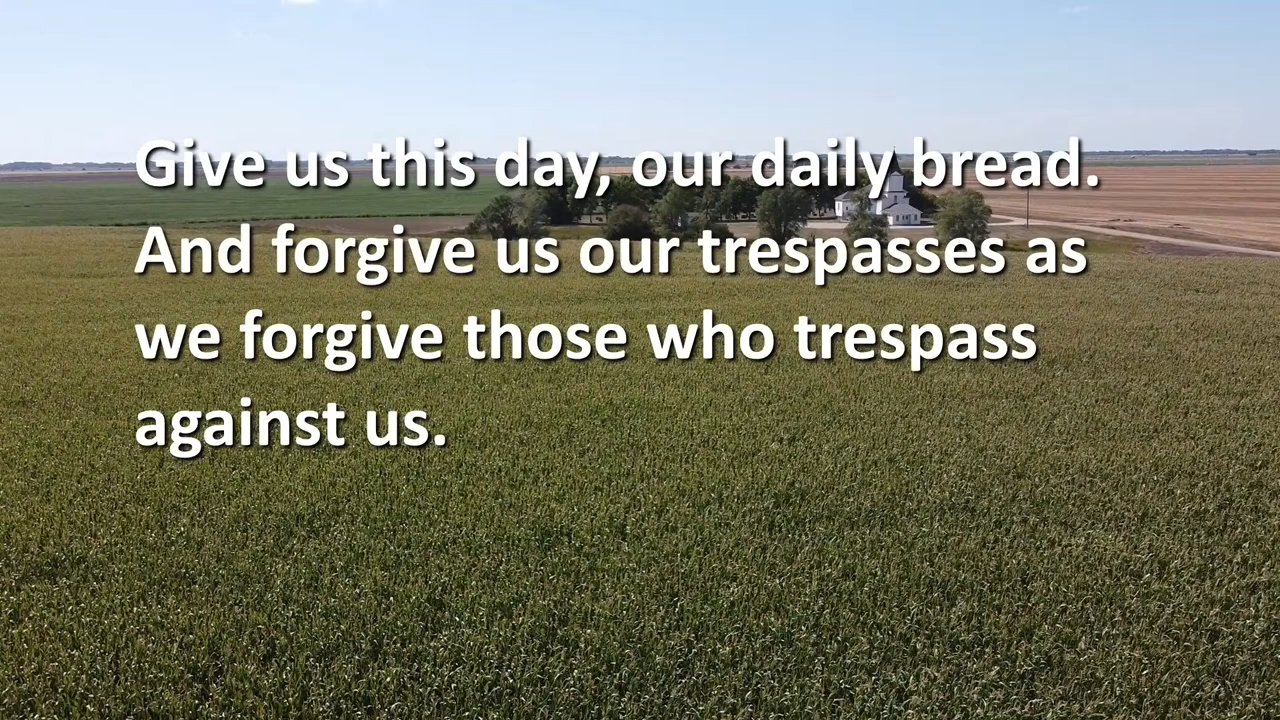 Give us this day, our daily bread.
And forgive us our trespasses as
we forgive those who trespass
against us.